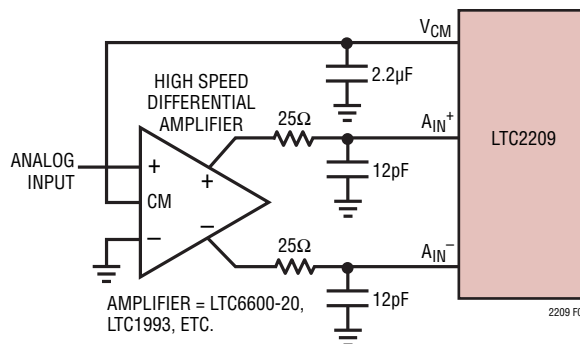 VCM
HIGH SPEED
DIFFERENTIAL
AMPLIFIER
2.2µF
25Ω
AIN+
LTC2209
ANALOG
INPUT
+
+
CM
12pF
−
−
25Ω
AIN−
12pF
AMPLIFIER = LTC6600-20,
LTC1993, ETC.
2209 F